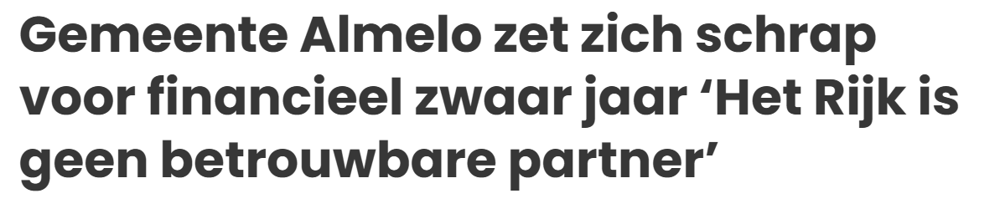 Gemeente Almelo zet zich schrap
voor financieel zwaar jaar ‘Het Rijk is
geen betrouwbare partner’